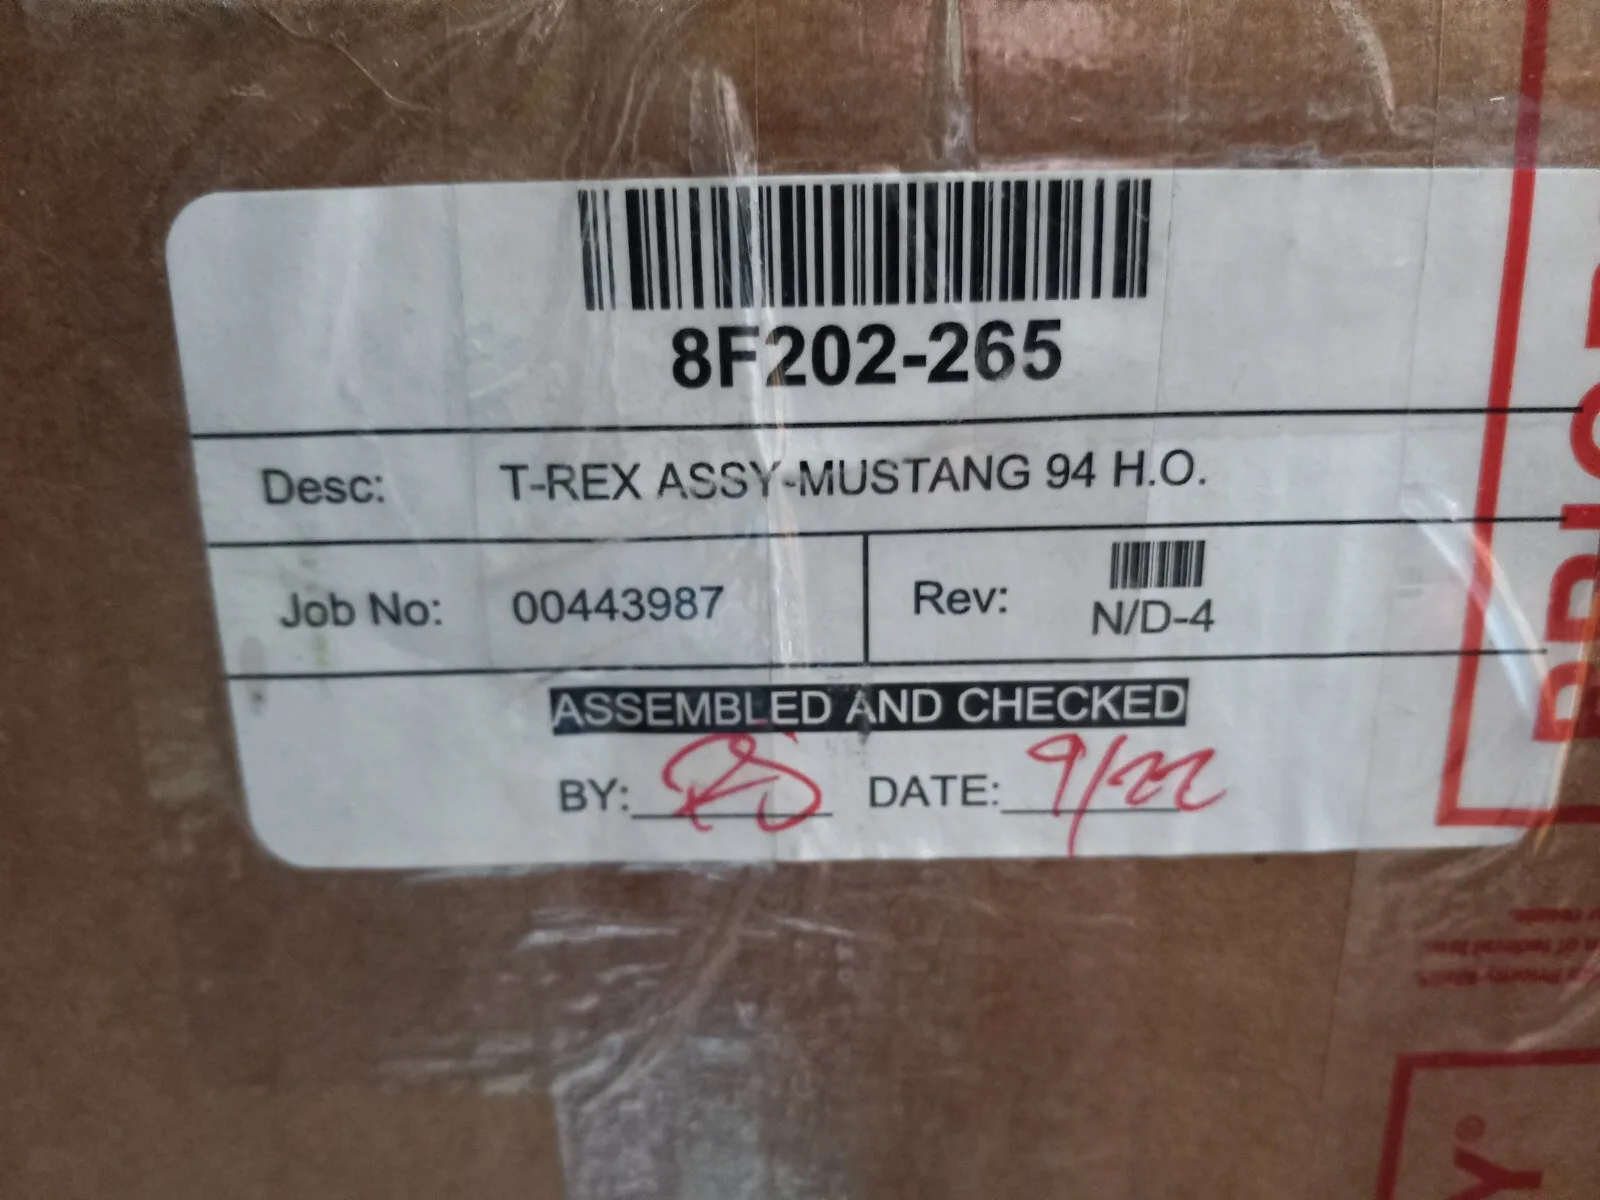 8F202-265
Desc: T-REX ASSY-MUSTANG 94 H.O.
Job No: 00443987 Rev: N/D-4
ASSEMBLED AND CHECKED
BY: RS DATE: 9/22